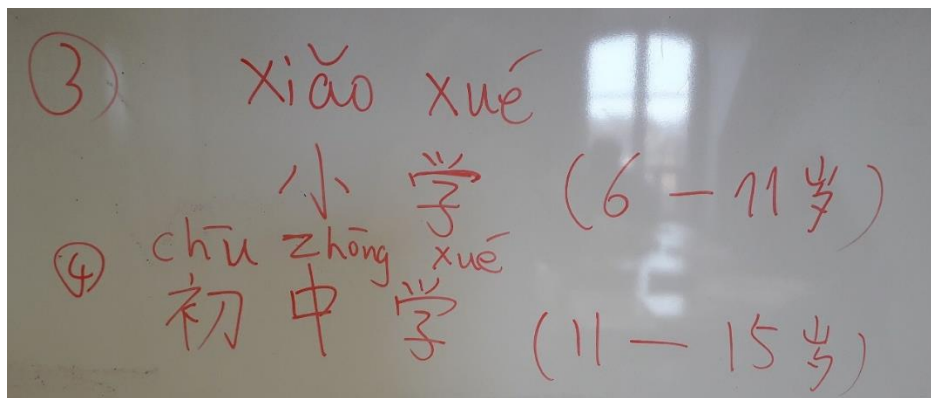 ③ xiǎo xué
小学 (6-11岁)
④ chū zhōng xué
初中学 (11-15岁)